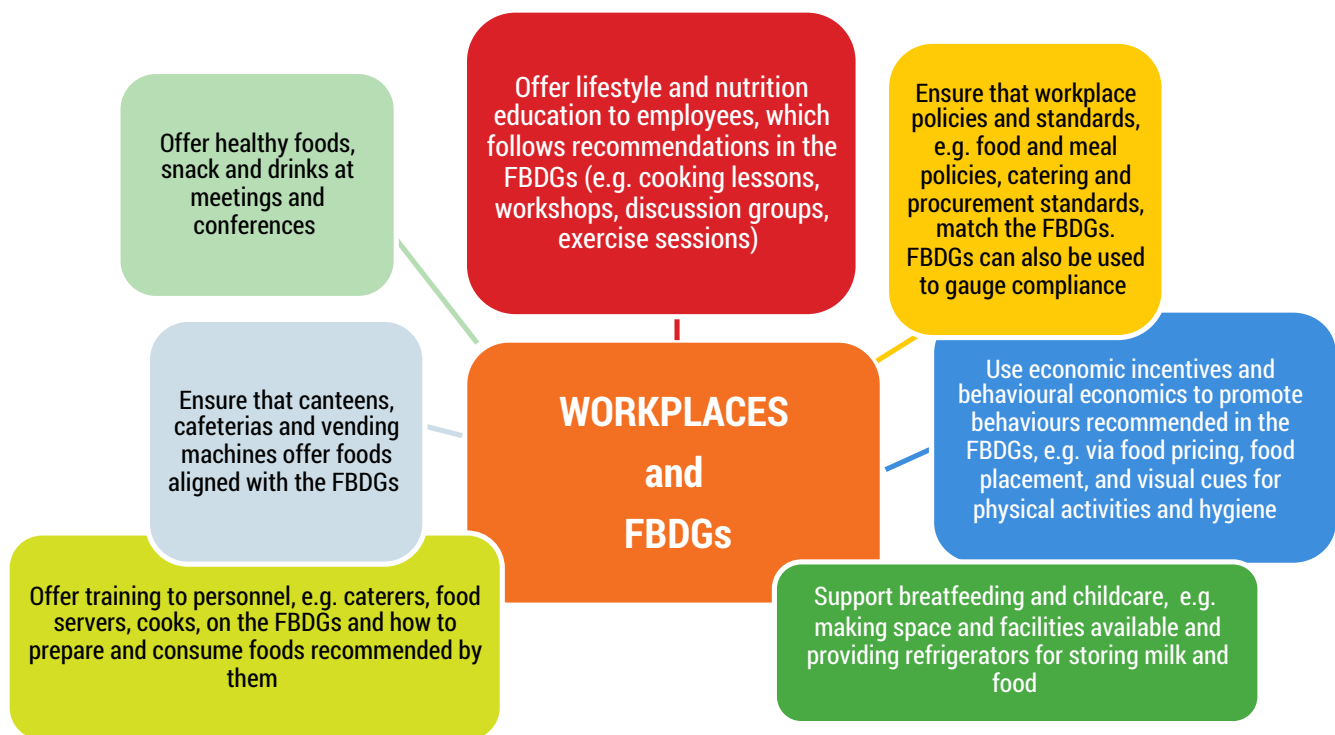 Offer lifestyle and nutrition
education to employees, which
follows recommendations in the
FBDGs (e.g. cooking lessons,
workshops, discussion groups,
exercise sessions)
Ensure that workplace
policies and standards,
e.g. food and meal
policies, catering and
procurement standards,
match the FBDGs.
FBDGs can also be used
to gauge compliance
Offer healthy foods,
snack and drinks at
meetings and
conferences
Use economic incentives and
behavioural economics to promote
behaviours recommended in the
FBDGs, e.g. via food pricing, food
placement, and visual cues for
physical activities and hygiene
Ensure that canteens,
cafeterias and vending
machines offer foods
aligned with the FBDGs
WORKPLACES
and
FBDGs
Offer training to personnel, e.g. caterers, food
servers, cooks, on the FBDGs and how to
prepare and consume foods recommended by
them
Support breatfeeding and childcare, e.g.
making space and facilities available and
providing refrigerators for storing milk and
food